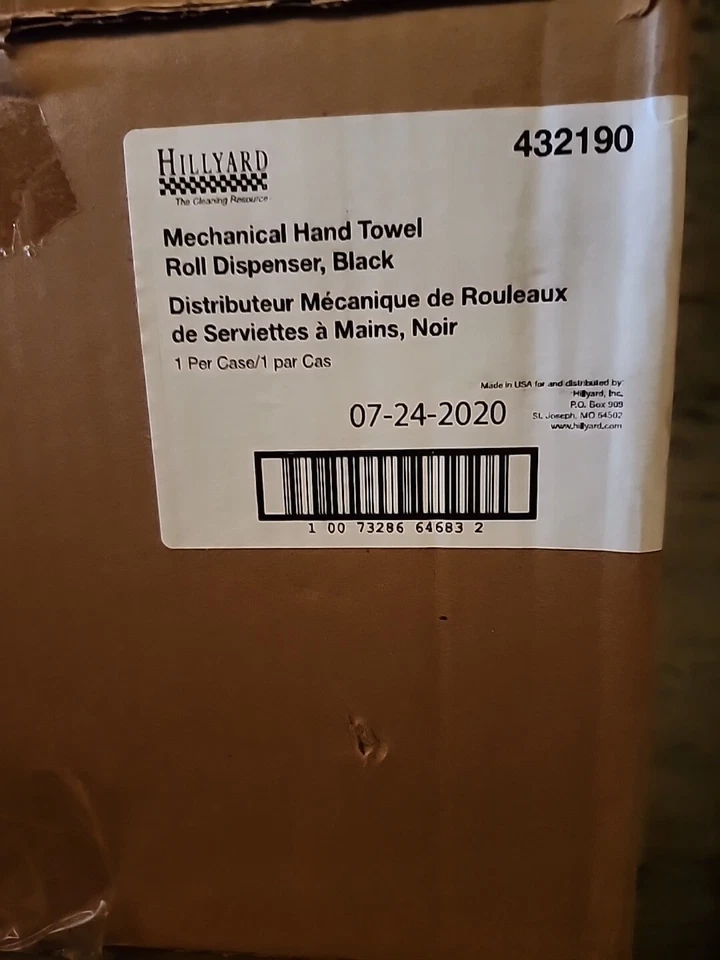 HILLYARD
The Cleaning Resource
432190
Mechanical Hand Towel
Roll Dispenser, Black
Distributeur Mécanique de Rouleaux
de Serviettes à Mains, Noir
1 Per Case/1 par Cas
Made in USA for and distributed by
Hillyard, Inc.
P.O. Box 909
St. Joseph, MO 64502
www.hillyard.com
07-24-2020
1 00 73286 64683 2